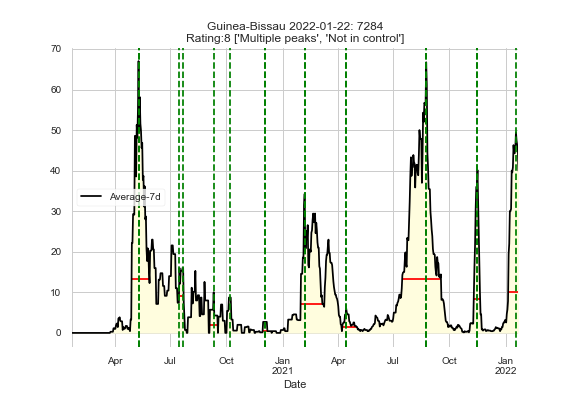 Guinea-Bissau 2022-01-22: 7284
Rating:8 ['Multiple peaks', 'Not in control']
70
60
50
40
30
20
10
0
Average-7d
Apr Jul Oct Jan Apr Jul Oct Jan
2021 2022
Date